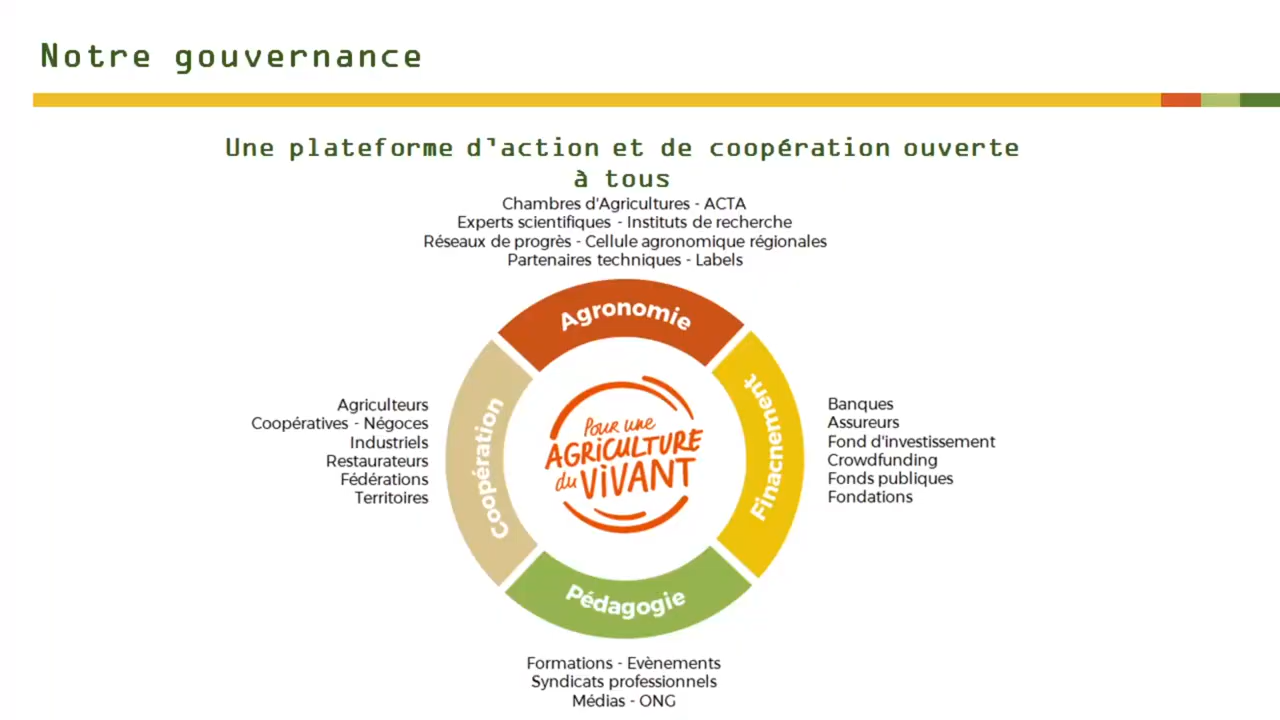 Notre gouvernance
Une plateforme d'action et de coopération ouverte
à tous
Chambres d'Agricultures - ACTA
Experts scientifiques - Instituts de recherche
Réseaux de progrès - Cellule agronomique régionales
Partenaires techniques - Labels
Agronomie
Agriculteurs
Coopératives - Négoces
Industriels
Restaurateurs
Fédérations
Territoires
Coopération
Pour une
AGRiCULTURE
du ViVANT
Finacnement
Banques
Assureurs
Fond d'investissement
Crowdfunding
Fonds publiques
Fondations
Pédagogie
Formations - Evènements
Syndicats professionnels
Médias - ONG